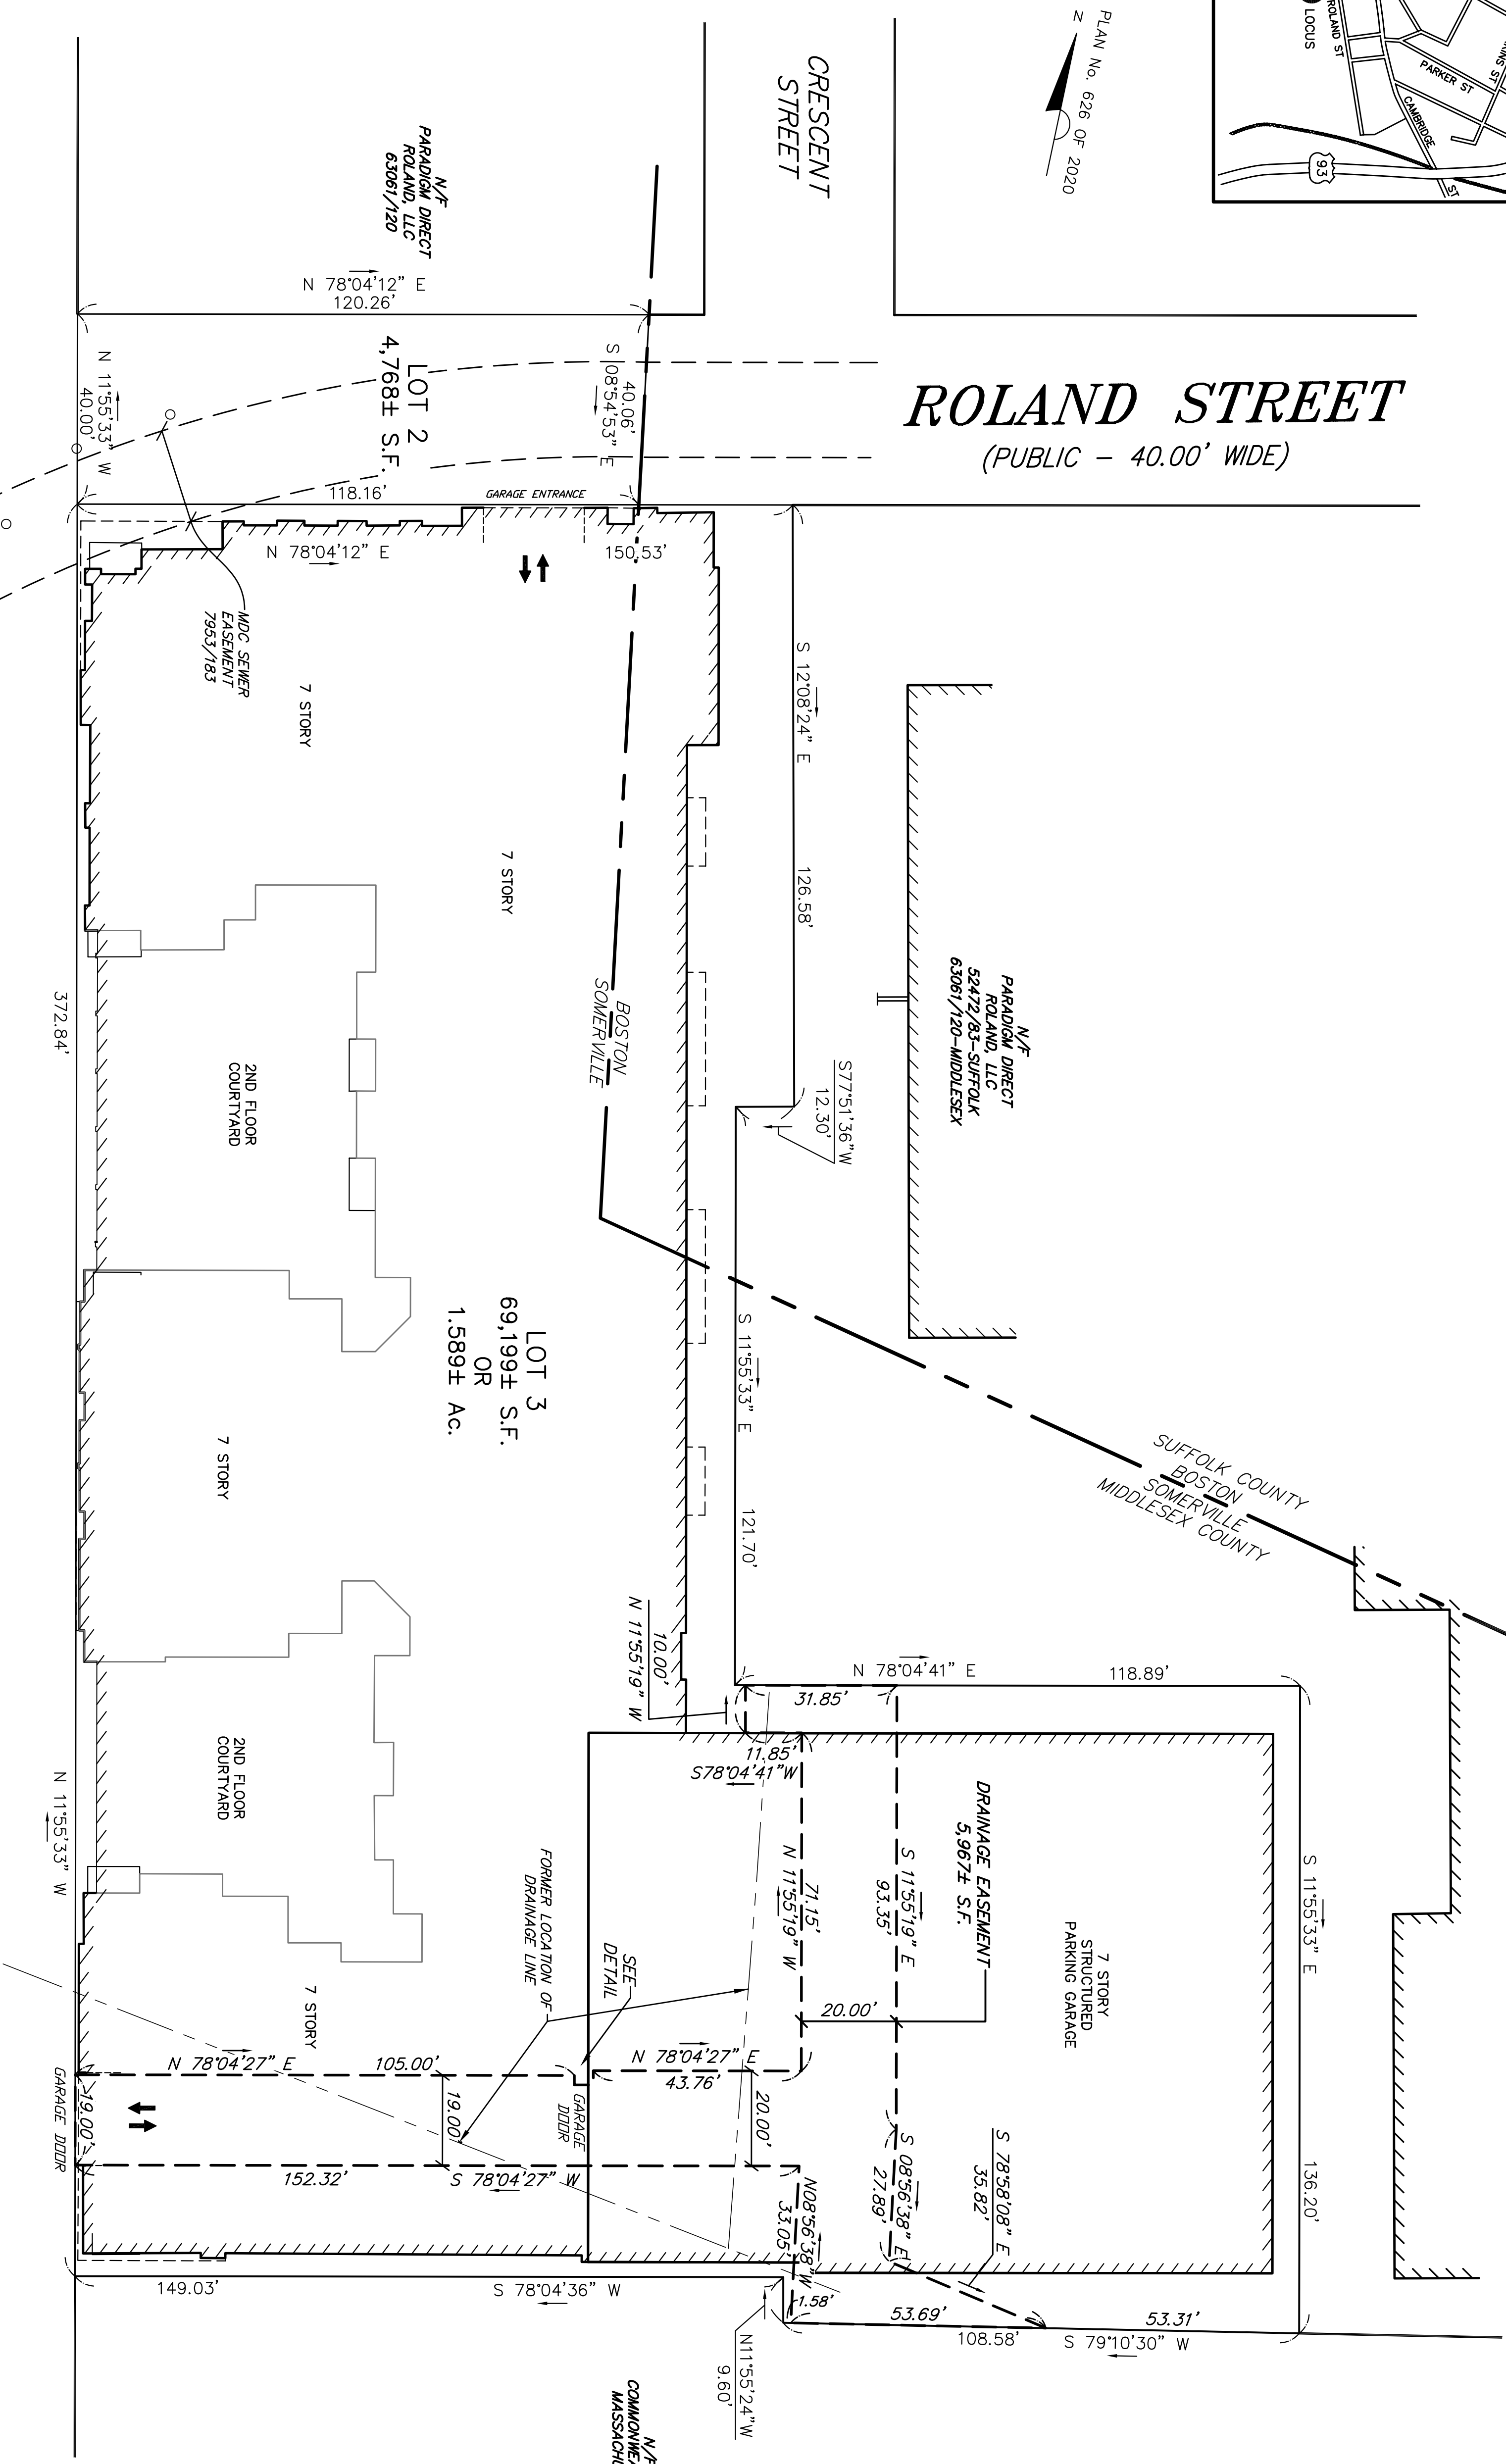 LOCUS
ROLAND ST
PARKER ST
CAMBRIDGE
ST
93
PLAN No. 626 OF 2020
N
CRESCENT
STREET
N/F
PARADIGM DIRECT
ROLAND, LLC
63061/120
N 78°04'12" E
120.26'
LOT 2
4,768± S.F.
N 11°55'33" W
40.00'
40.06'
S 08°54'53" E
ROLAND STREET
(PUBLIC - 40.00' WIDE)
118.16'
GARAGE ENTRANCE
N 78°04'12" E
150.53'
MDC SEWER
EASEMENT
7953/183
7 STORY
7 STORY
S 12°08'24" E
126.58'
N/F
PARADIGM DIRECT
ROLAND, LLC
52472/83-SUFFOLK
63061/120-MIDDLESEX
BOSTON
SOMERVILLE
S77°51'36"W
12.30'
372.84'
2ND FLOOR
COURTYARD
LOT 3
69,199± S.F.
OR
1.589± Ac.
S 11°55'33" E
121.70'
SUFFOLK COUNTY
BOSTON
SOMERVILLE
MIDDLESEX COUNTY
7 STORY
10.00'
N 11°55'19" W
N 78°04'41" E
118.89'
31.85'
11.85'
S78°04'41"W
2ND FLOOR
COURTYARD
N 11°55'33" W
DRAINAGE EASEMENT
5,967± S.F.
S 11°55'19" E
93.35'
71.15'
N 11°55'19" W
7 STORY
STRUCTURED
PARKING GARAGE
S 11°55'33" E
136.20'
FORMER LOCATION OF
DRAINAGE LINE
SEE
DETAIL
20.00'
7 STORY
N 78°04'27" E
105.00'
N 78°04'27" E
43.76'
GARAGE DOOR
19.00'
19.00'
GARAGE
DOOR
20.00'
152.32'
S 78°04'27" W
N08°56'38"W
33.05'
S 08°56'38" E
27.89'
S 78°58'08" E
35.82'
149.03'
S 78°04'36" W
1.58'
53.69'
53.31'
108.58'
S 79°10'30" W
N11°55'24"W
9.60'
N/F